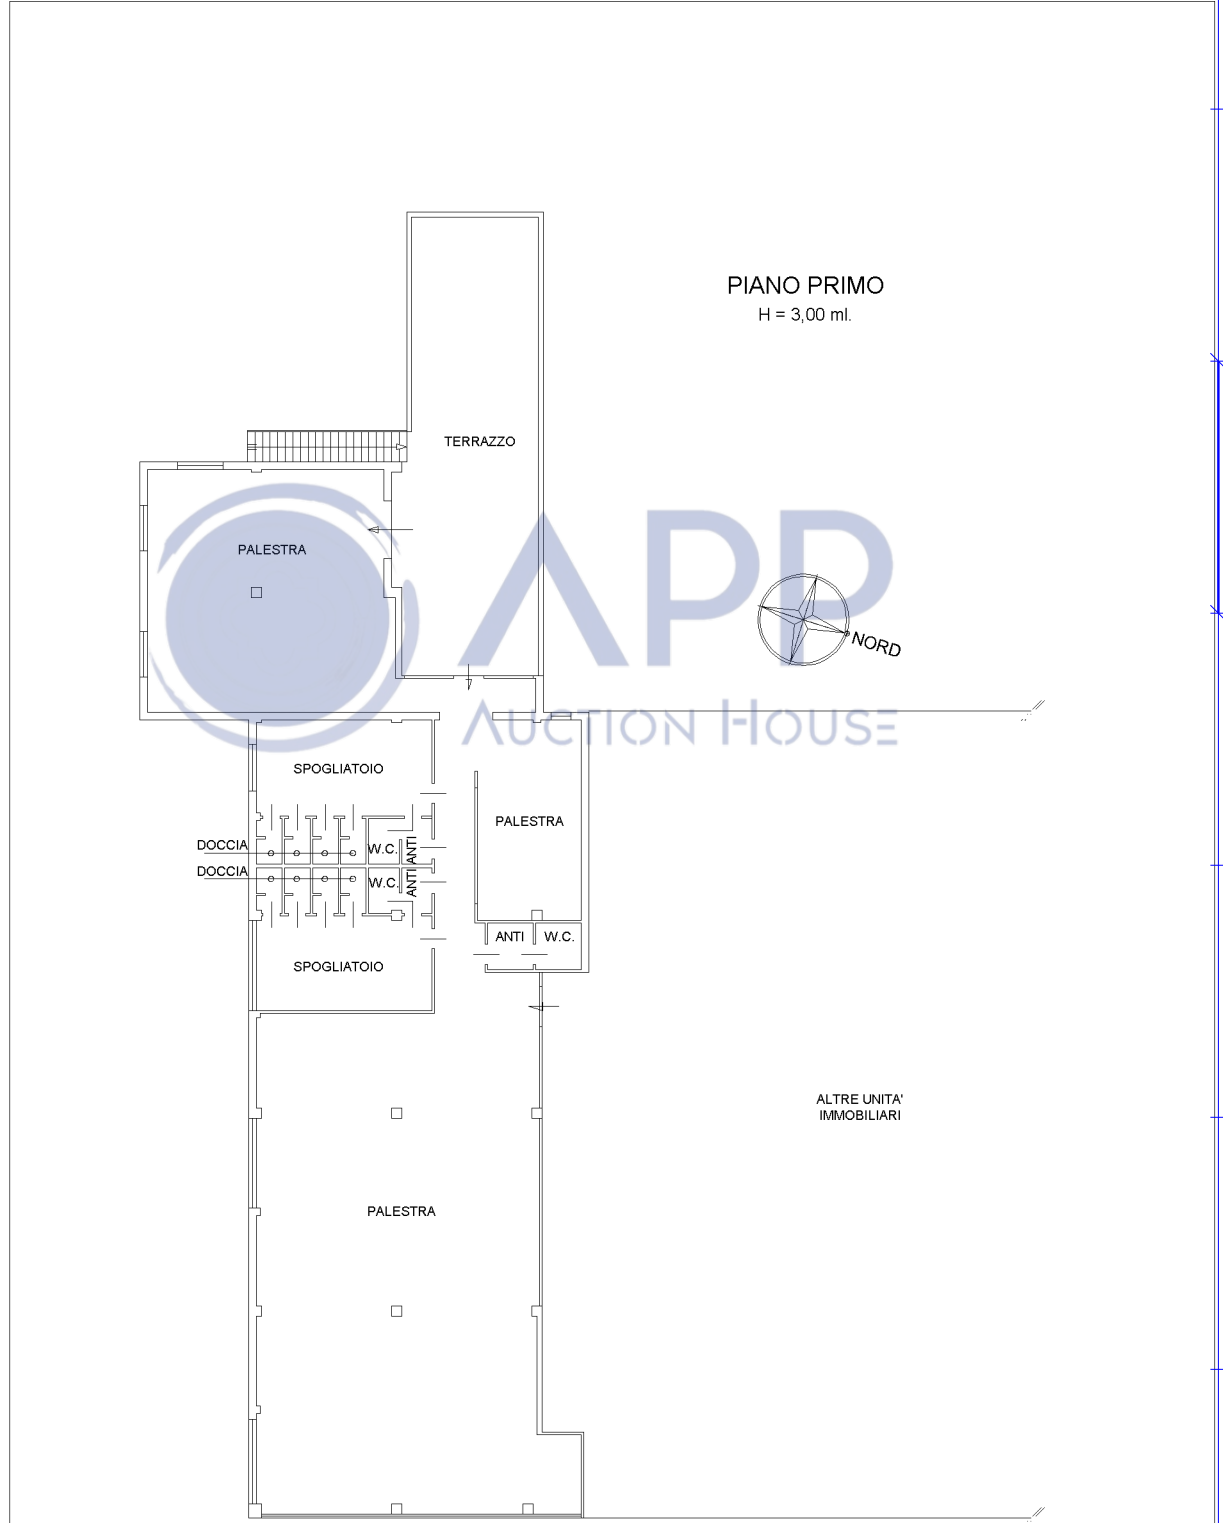 PIANO PRIMO
H = 3,00 ml.
TERRAZZO
PALESTRA
APP
AUCTION HOUSE
NORD
SPOGLIATOIO
PALESTRA
DOCCIA
W.C.
ANTI
DOCCIA
W.C.
ANTI
ANTI
W.C.
SPOGLIATOIO
ALTRE UNITA'
IMMOBILIARI
PALESTRA